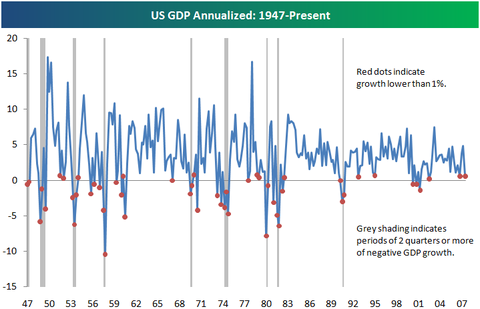 US GDP Annualized: 1947-Present
20
15
10
5
0
-5
-10
-15
Red dots indicate
growth lower than 1%.
Grey shading indicates
periods of 2 quarters or more
of negative GDP growth.
47 50 53 56 59 62 65 68 70 74 77 80 83 86 89 92 95 98 01 04 07